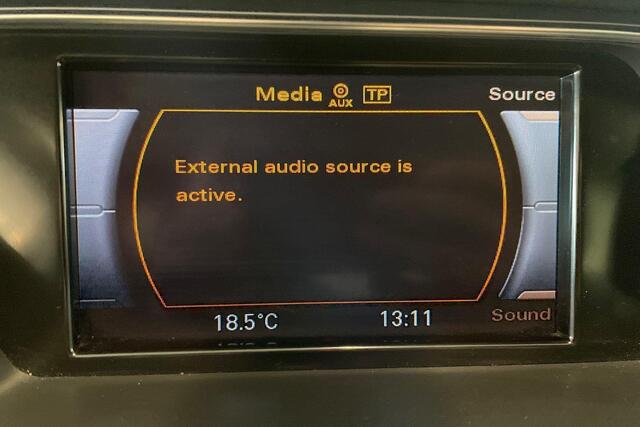 Media AUX TP Source
External audio source is
active.
18.5°C 13:11 Sound